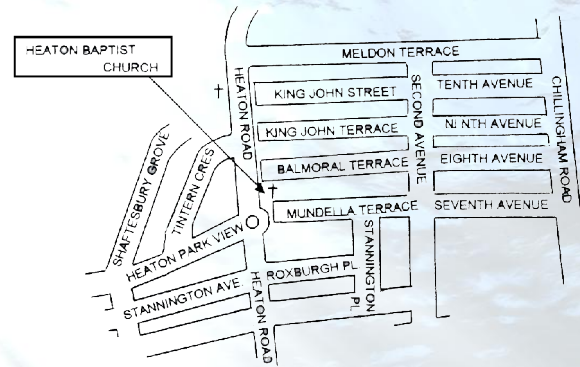 HEATON BAPTIST
CHURCH
MELDON TERRACE
HEATON ROAD
KING JOHN STREET
SECOND AVENUE
TENTH AVENUE
CHILLINGHAM ROAD
KING JOHN TERRACE
NINTH AVENUE
SHAFTESBURY GROVE
TINTERN CRES
BALMORAL TERRACE
EIGHTH AVENUE
MUNDELLA TERRACE
SEVENTH AVENUE
HEATON PARK VIEW
STANNINGTON PL
ROXBURGH PL
STANNINGTON AVE.
HEATON ROAD